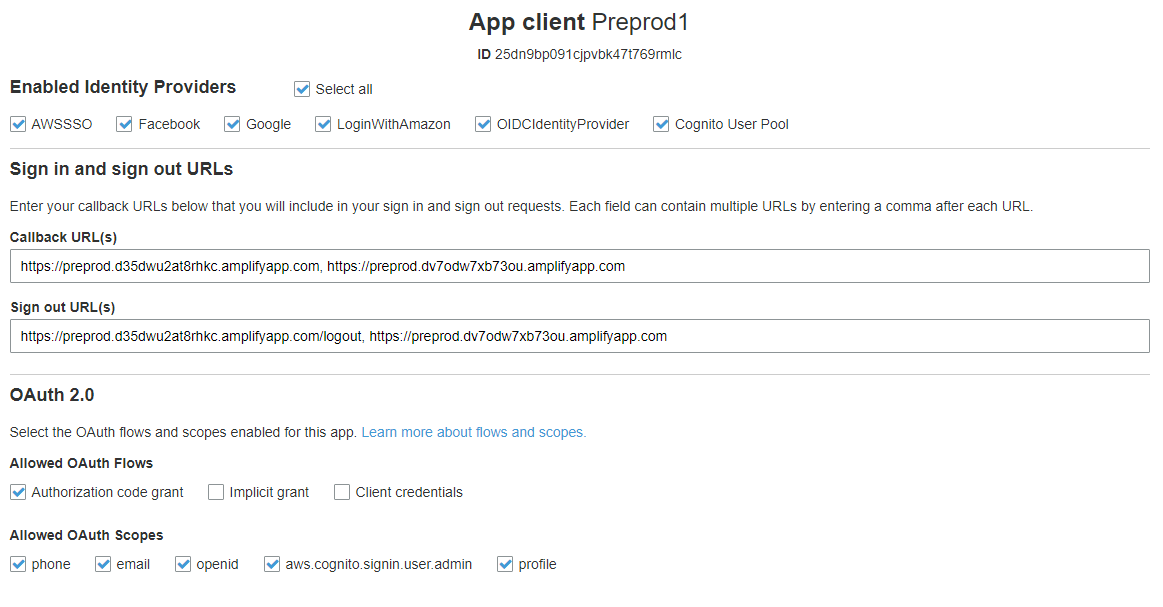 App client Preprod1
ID 25dn9bp091cjpvbk47t769rmlc
Enabled Identity Providers Select all
AWSSSO Facebook Google LoginWithAmazon OIDCIdentityProvider Cognito User Pool
Sign in and sign out URLs
Enter your callback URLs below that you will include in your sign in and sign out requests. Each field can contain multiple URLs by entering a comma after each URL.
Callback URL(s)
https://preprod.d35dwu2at8rhkc.amplifyapp.com, https://preprod.dv7odw7xb73ou.amplifyapp.com
Sign out URL(s)
https://preprod.d35dwu2at8rhkc.amplifyapp.com/logout, https://preprod.dv7odw7xb73ou.amplifyapp.com
OAuth 2.0
Select the OAuth flows and scopes enabled for this app. Learn more about flows and scopes.
Allowed OAuth Flows
Authorization code grant Implicit grant Client credentials
Allowed OAuth Scopes
phone email openid aws.cognito.signin.user.admin profile